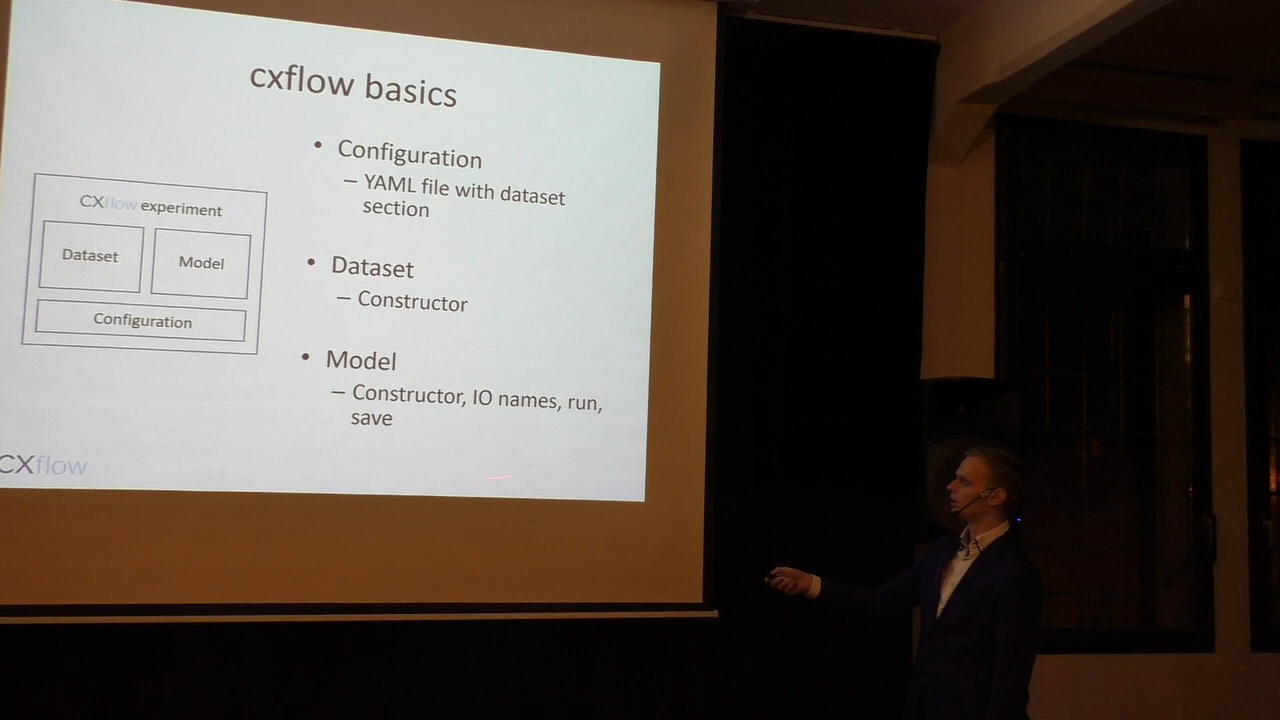 cxflow basics
CXflow experiment
Dataset
Model
Configuration
• Configuration
– YAML file with dataset
section
• Dataset
– Constructor
• Model
– Constructor, IO names, run,
save
CXflow